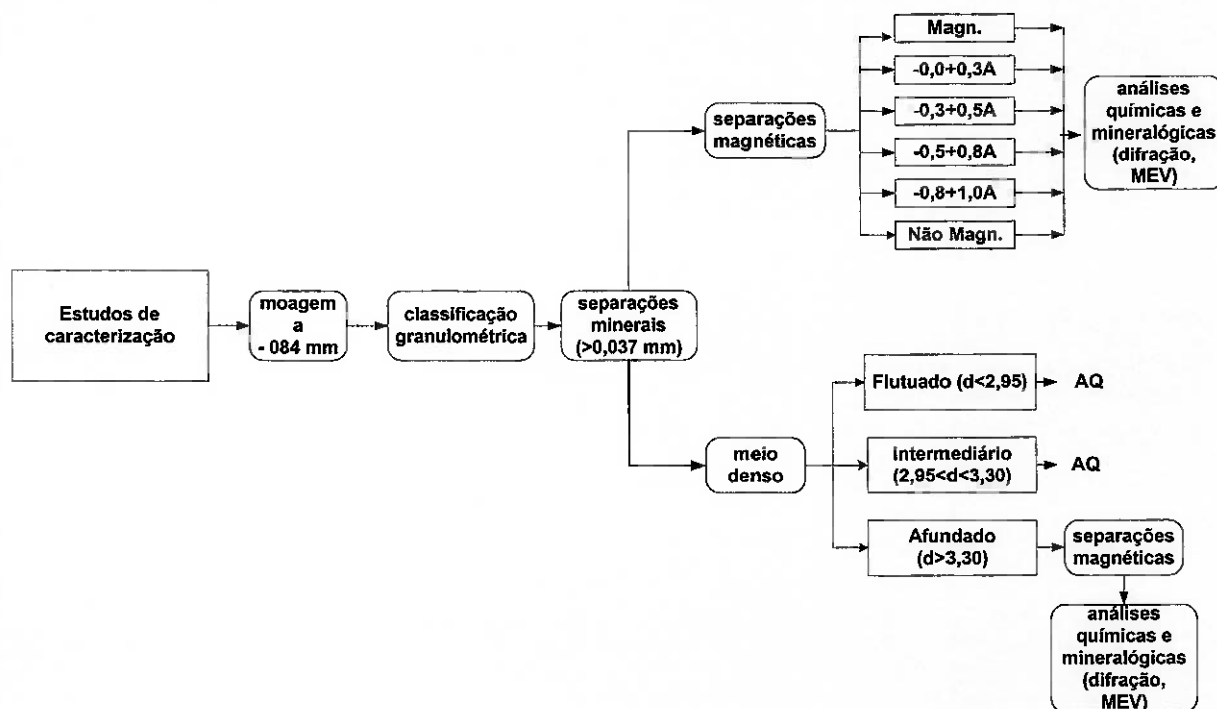 Estudos de
caracterização
moagem
a
- 084 mm
classificação
granulométrica
separações
minerais
(>0,037 mm)
separações
magnéticas
Magn.
-0,0+0,3A
-0,3+0,5A
-0,5+0,8A
-0,8+1,0A
Não Magn.
análises
químicas e
mineralógicas
(difração,
MEV)
meio
denso
Flutuado (d<2,95)
AQ
intermediário
(2,95<d<3,30)
AQ
Afundado
(d>3,30)
separações
magnéticas
análises
químicas e
mineralógicas
(difração,
MEV)